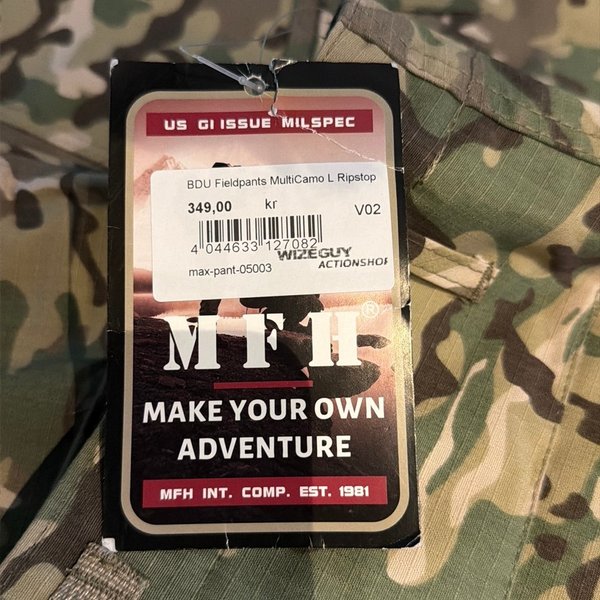 US GI ISSUE MILSPEC
BDU Fieldpants MultiCamo L Ripstop
349,00 kr
V02
4 044633 127082
WIZEGUY
ACTIONSHOP
max-pant-05003
MFH®
MAKE YOUR OWN
ADVENTURE
MFH INT. COMP. EST. 1981